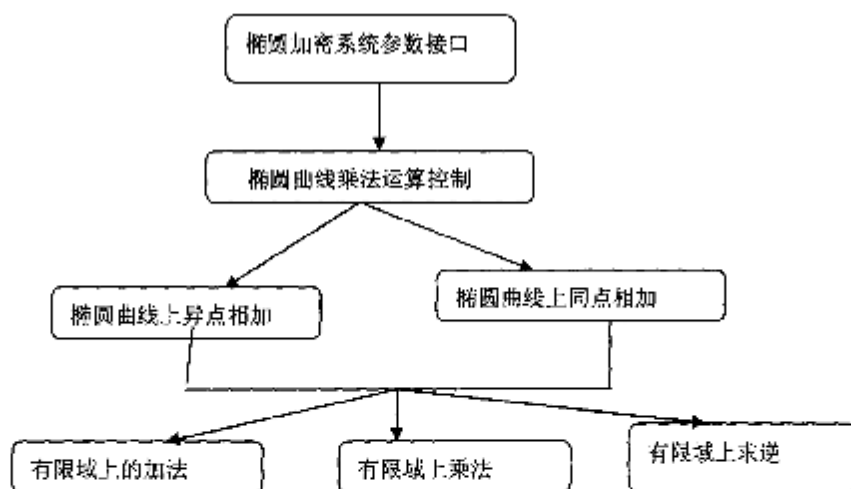 椭圆加密系统参数接口
椭圆曲线乘法运算控制
椭圆曲线上异点相加
椭圆曲线上同点相加
有限域上的加法
有限域上乘法
有限域上求逆